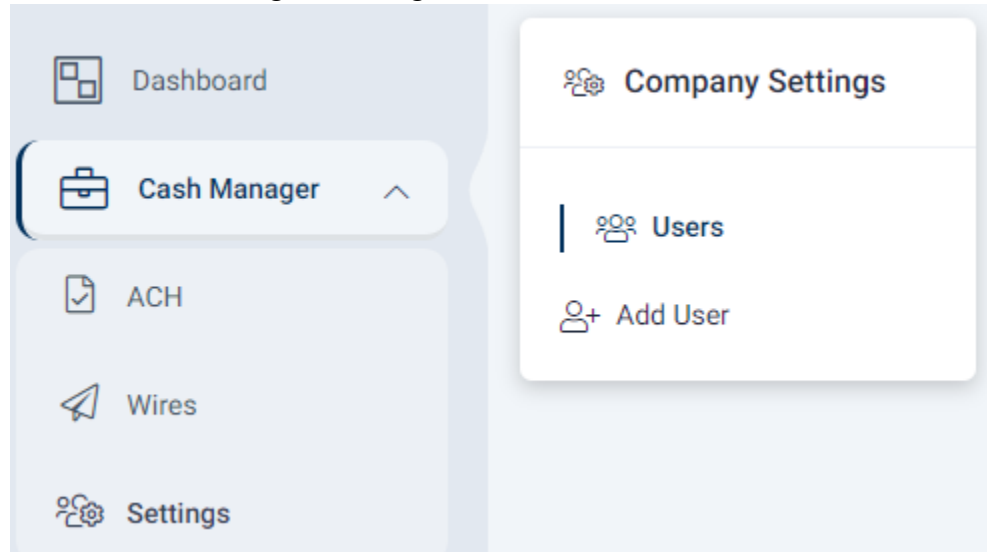 Dashboard
Cash Manager
ACH
Wires
Settings
Company Settings
Users
Add User